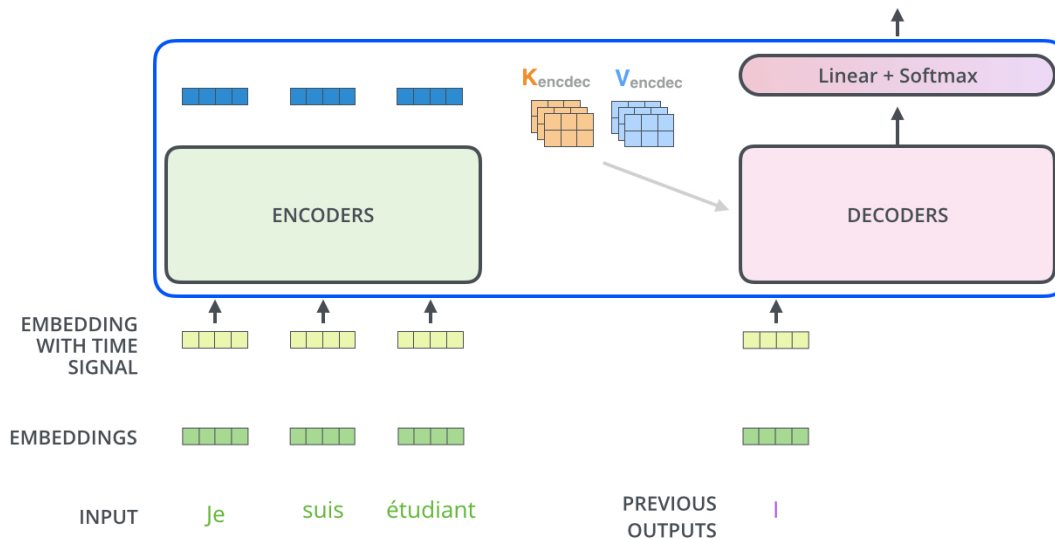 Kencdec Vencdec
Linear + Softmax
ENCODERS
DECODERS
EMBEDDING
WITH TIME
SIGNAL
EMBEDDINGS
INPUT Je suis étudiant
PREVIOUS
OUTPUTS
I